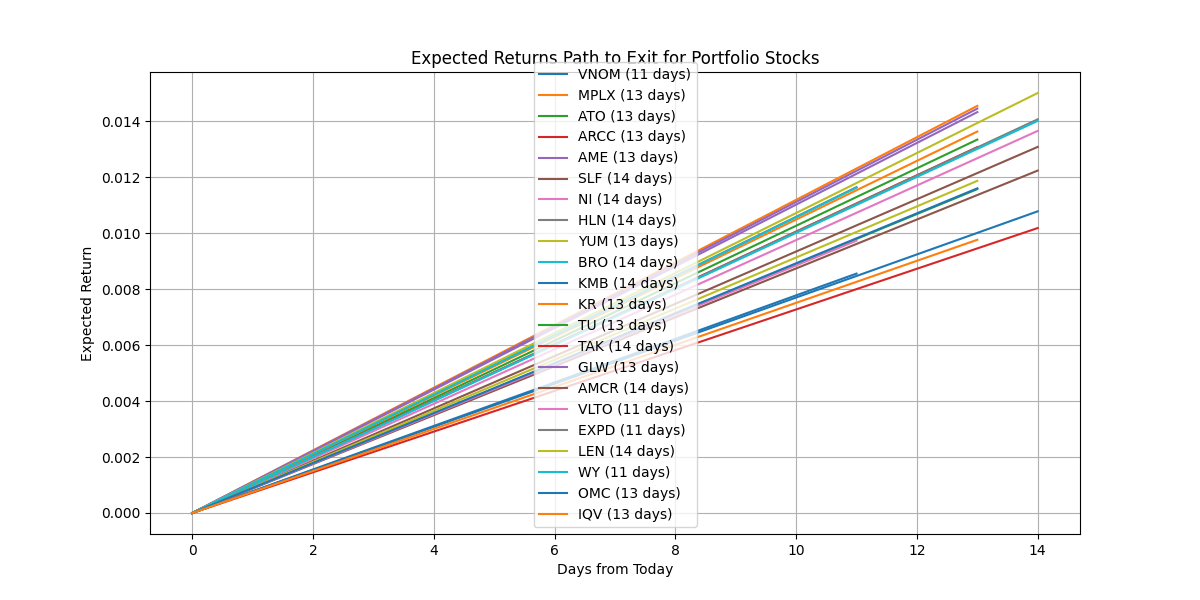 Expected Returns Path to Exit for Portfolio Stocks
VNOM (11 days)
MPLX (13 days)
ATO (13 days)
ARCC (13 days)
AME (13 days)
SLF (14 days)
NI (14 days)
HLN (14 days)
YUM (13 days)
BRO (14 days)
KMB (14 days)
KR (13 days)
TU (13 days)
TAK (14 days)
GLW (13 days)
AMCR (14 days)
VLTO (11 days)
EXPD (11 days)
LEN (14 days)
WY (11 days)
OMC (13 days)
IQV (13 days)
Expected Return
0.014
0.012
0.010
0.008
0.006
0.004
0.002
0.000
0 2 4 6 8 10 12 14
Days from Today